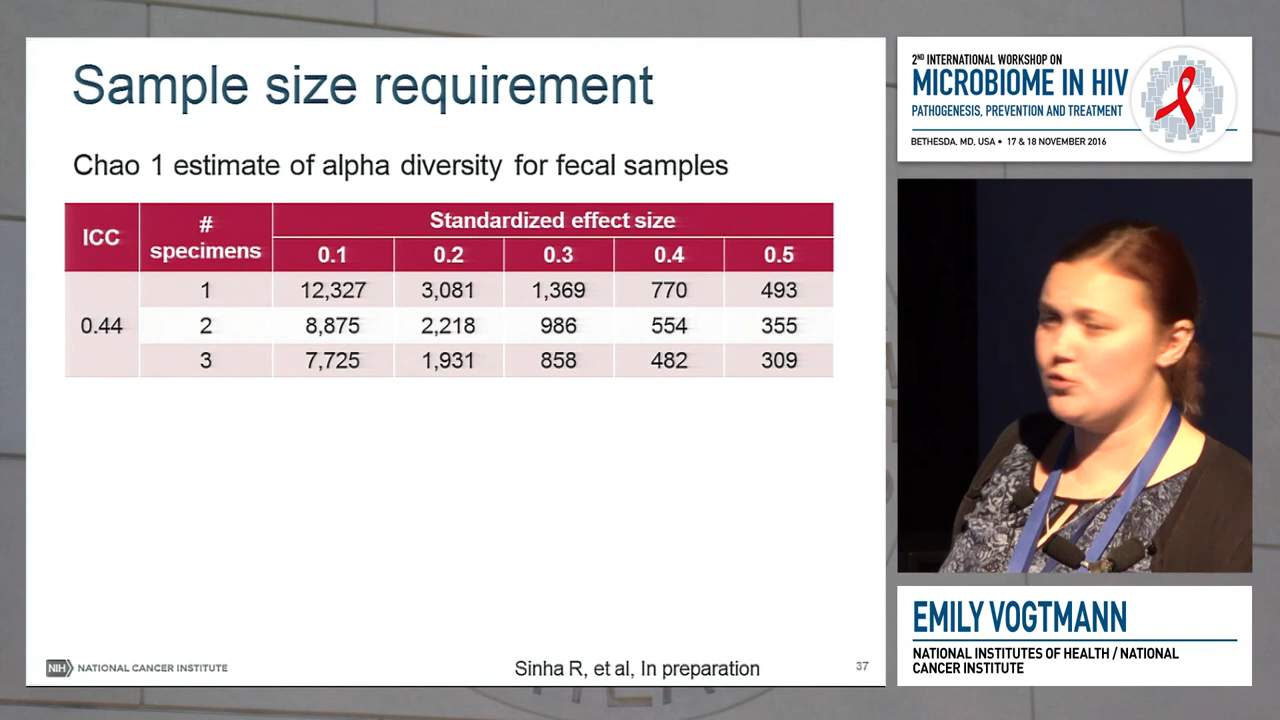 Sample size requirement
Chao 1 estimate of alpha diversity for fecal samples
ICC # specimens Standardized effect size
0.1 0.2 0.3 0.4 0.5
0.44 1 12,327 3,081 1,369 770 493
2 8,875 2,218 986 554 355
3 7,725 1,931 858 482 309
NIH NATIONAL CANCER INSTITUTE
Sinha R, et al, In preparation
37
2ND INTERNATIONAL WORKSHOP ON
MICROBIOME IN HIV
PATHOGENESIS, PREVENTION AND TREATMENT
BETHESDA, MD, USA • 17 & 18 NOVEMBER 2016
EMILY VOGTMANN
NATIONAL INSTITUTES OF HEALTH / NATIONAL
CANCER INSTITUTE